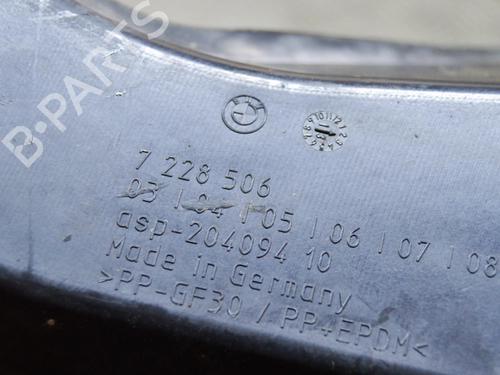 B-PARTS
7 228 506
03 | 04 | 05 | 06 | 07 | 08
asp-204094 10
Made in Germany
>PP-GF30 / PP+EPDM<